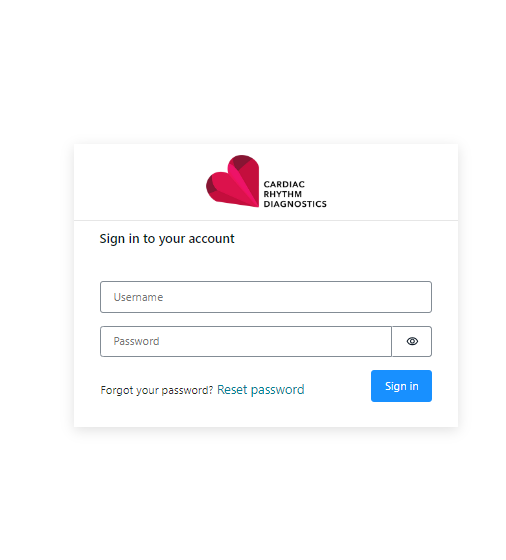 CARDIAC
RHYTHM
DIAGNOSTICS
Sign in to your account
Username
Password
Forgot your password? Reset password
Sign in